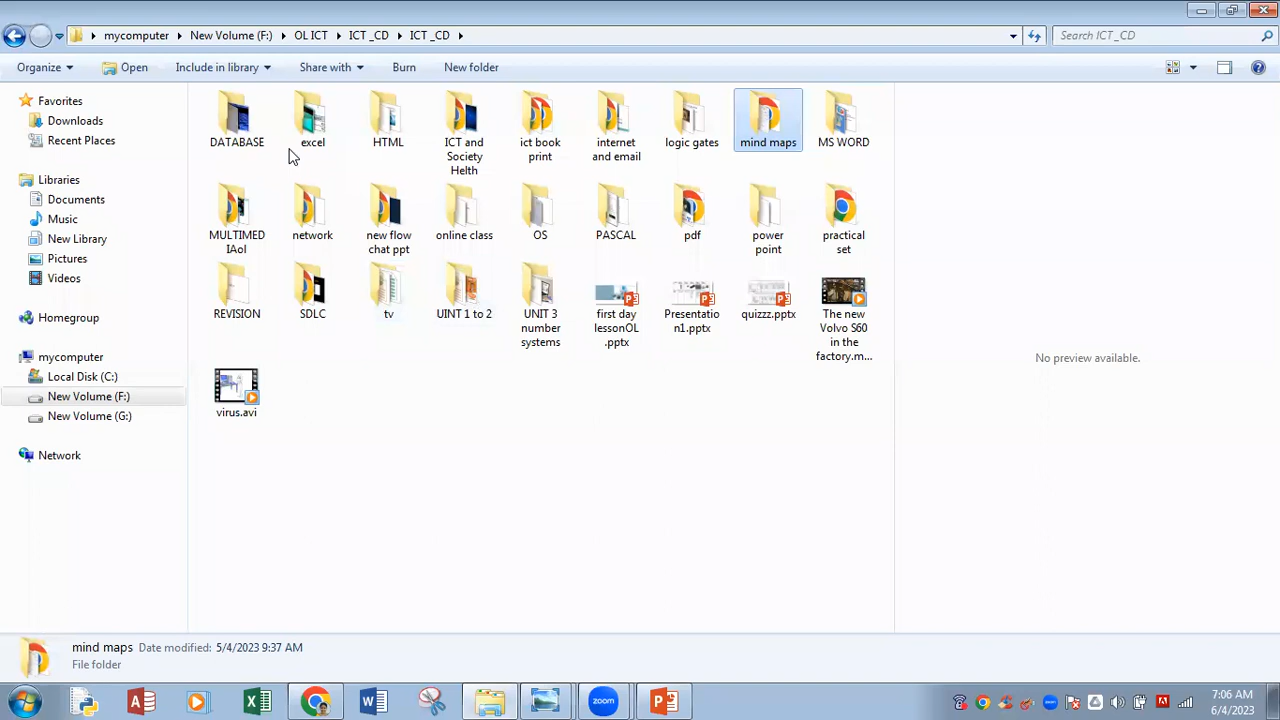 mycomputer New Volume (F:) OL ICT ICT _CD ICT _CD Search ICT_CD
Organize Open Include in library Share with Burn New folder
Favorites
Downloads
Recent Places
Libraries
Documents
Music
New Library
Pictures
Videos
Homegroup
mycomputer
Local Disk (C:)
New Volume (F:)
New Volume (G:)
Network
DATABASE
excel
HTML
ICT and
Society
Helth
ict book
print
internet
and email
logic gates
mind maps
MS WORD
MULTIMED
IAol
network
new flow
chat ppt
online class
OS
PASCAL
pdf
power
point
practical
set
REVISION
SDLC
tv
UINT 1 to 2
UNIT 3
number
systems
first day
lessonOL
.pptx
Presentatio
n1.pptx
quizzz.pptx
The new
Volvo S60
in the
factory.m...
virus.avi
No preview available.
mind maps Date modified: 5/4/2023 9:37 AM
File folder
zoom
7:06 AM
6/4/2023